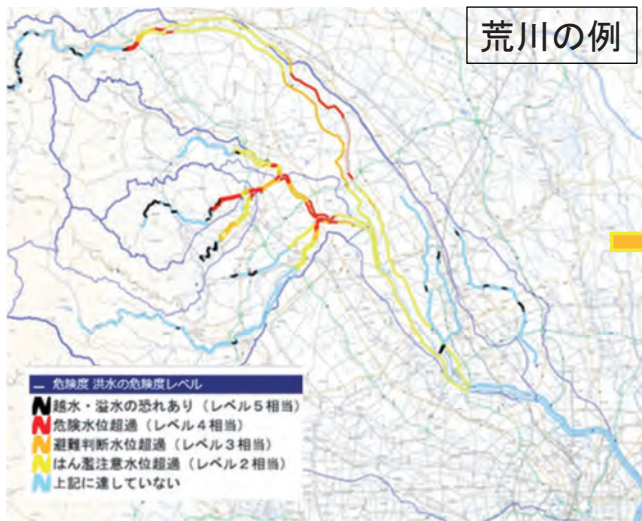 荒川の例
危険度 洪水の危険度レベル
越水・溢水の恐れあり（レベル５相当）
危険水位超過（レベル４相当）
避難判断水位超過（レベル３相当）
はん濫注意水位超過（レベル２相当）
上記に達していない